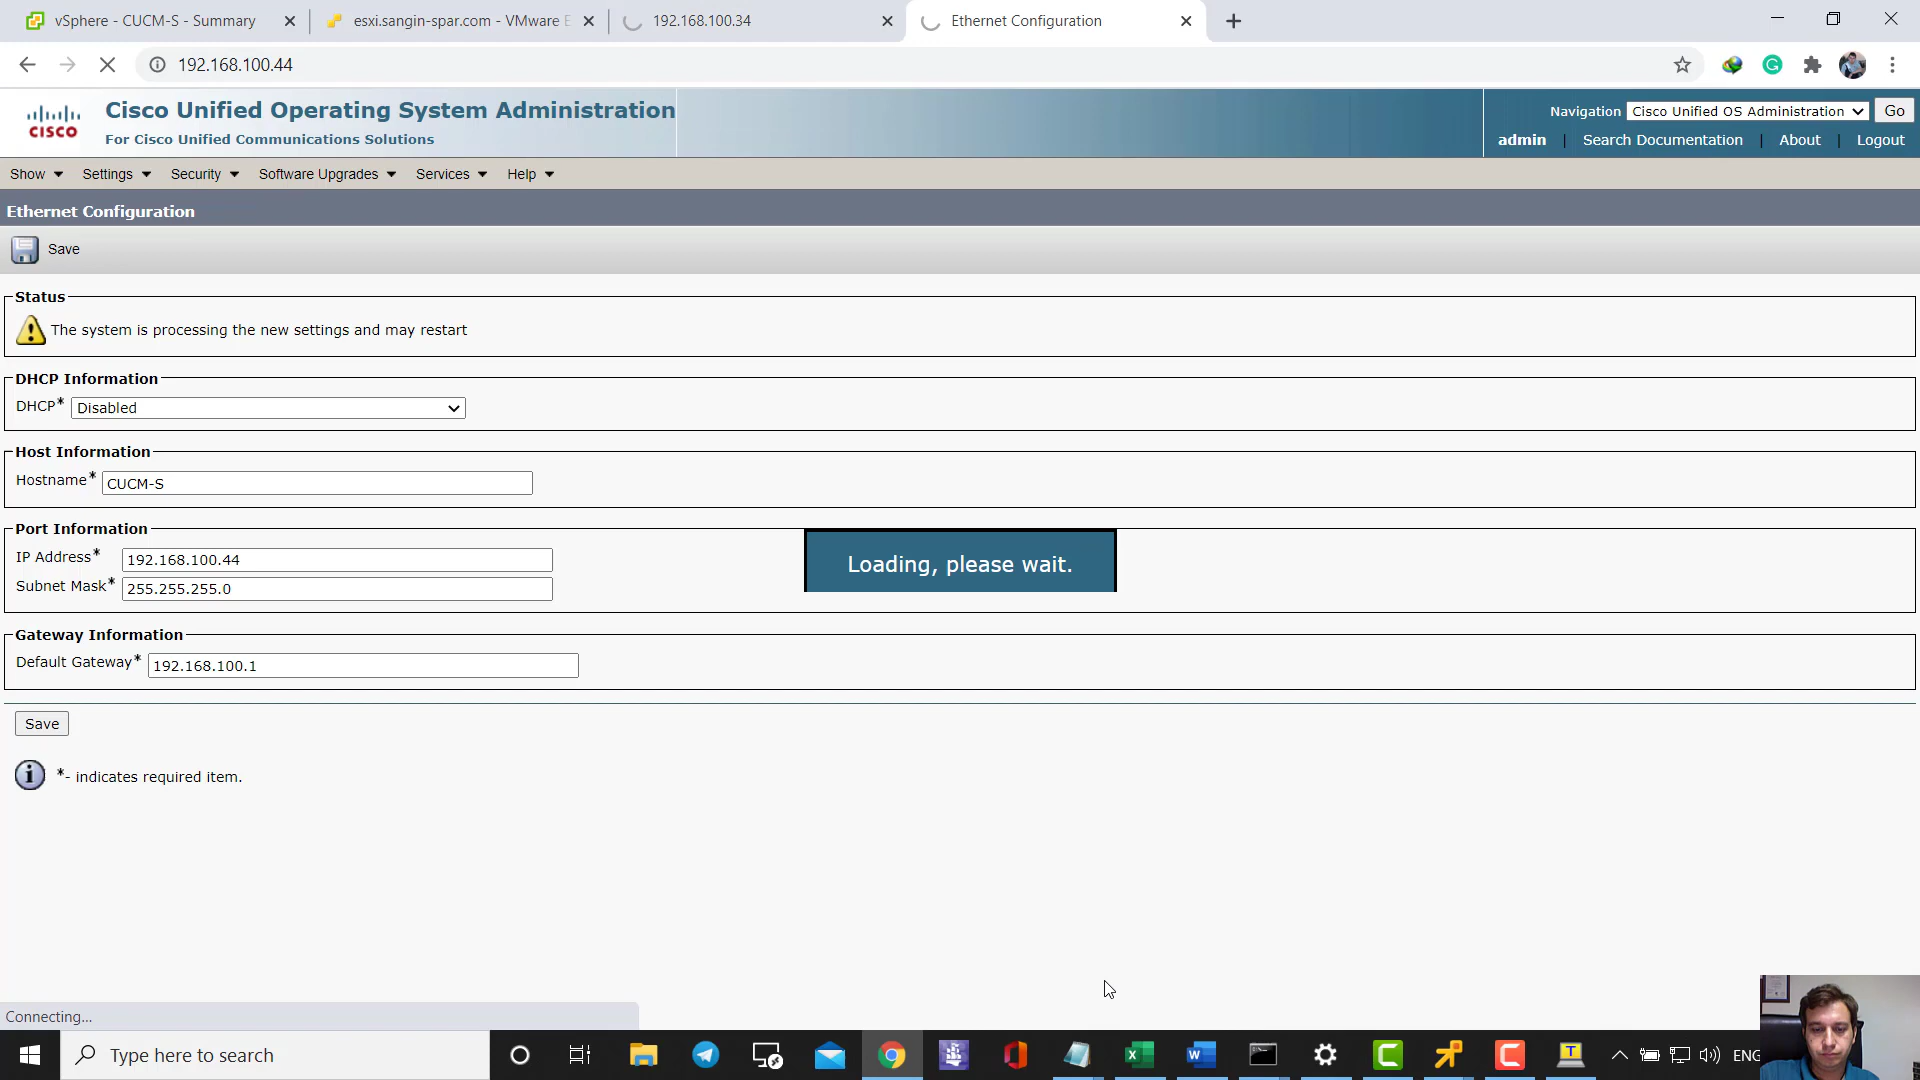 vSphere - CUCM-S - Summary
esxi.sangin-spar.com - VMware E
192.168.100.34
Ethernet Configuration
192.168.100.44
CISCO
Cisco Unified Operating System Administration
For Cisco Unified Communications Solutions
Navigation Cisco Unified OS Administration Go
admin | Search Documentation | About | Logout
Show Settings Security Software Upgrades Services Help
Ethernet Configuration
Save
Status
The system is processing the new settings and may restart
DHCP Information
DHCP* Disabled
Host Information
Hostname* CUCM-S
Port Information
IP Address* 192.168.100.44
Subnet Mask* 255.255.255.0
Loading, please wait.
Gateway Information
Default Gateway* 192.168.100.1
Save
*- indicates required item.
Connecting...
Type here to search
ENG